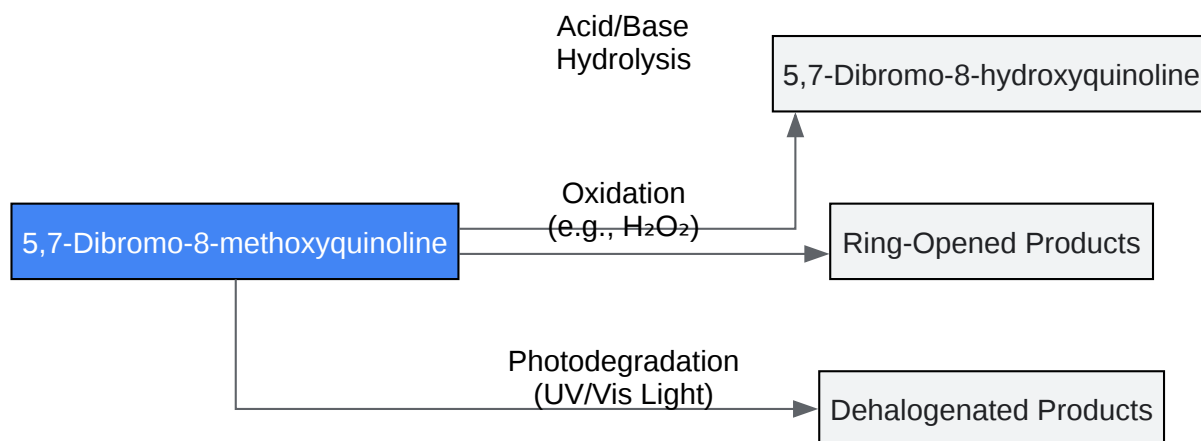 Acid/Base
Hydrolysis
5,7-Dibromo-8-hydroxyquinoline
Oxidation
(e.g., H₂O₂)
5,7-Dibromo-8-methoxyquinoline
Ring-Opened Products
Photodegradation
(UV/Vis Light)
Dehalogenated Products